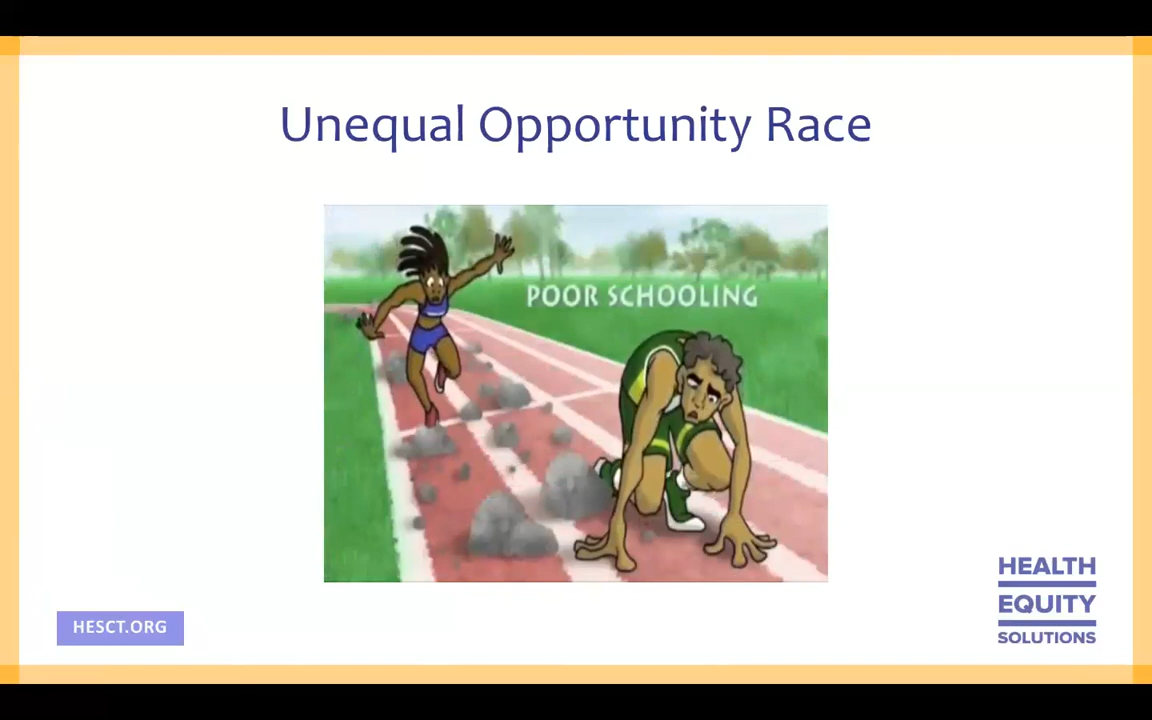 Unequal Opportunity Race
POOR SCHOOLING
HESCT.ORG
HEALTH
EQUITY
SOLUTIONS